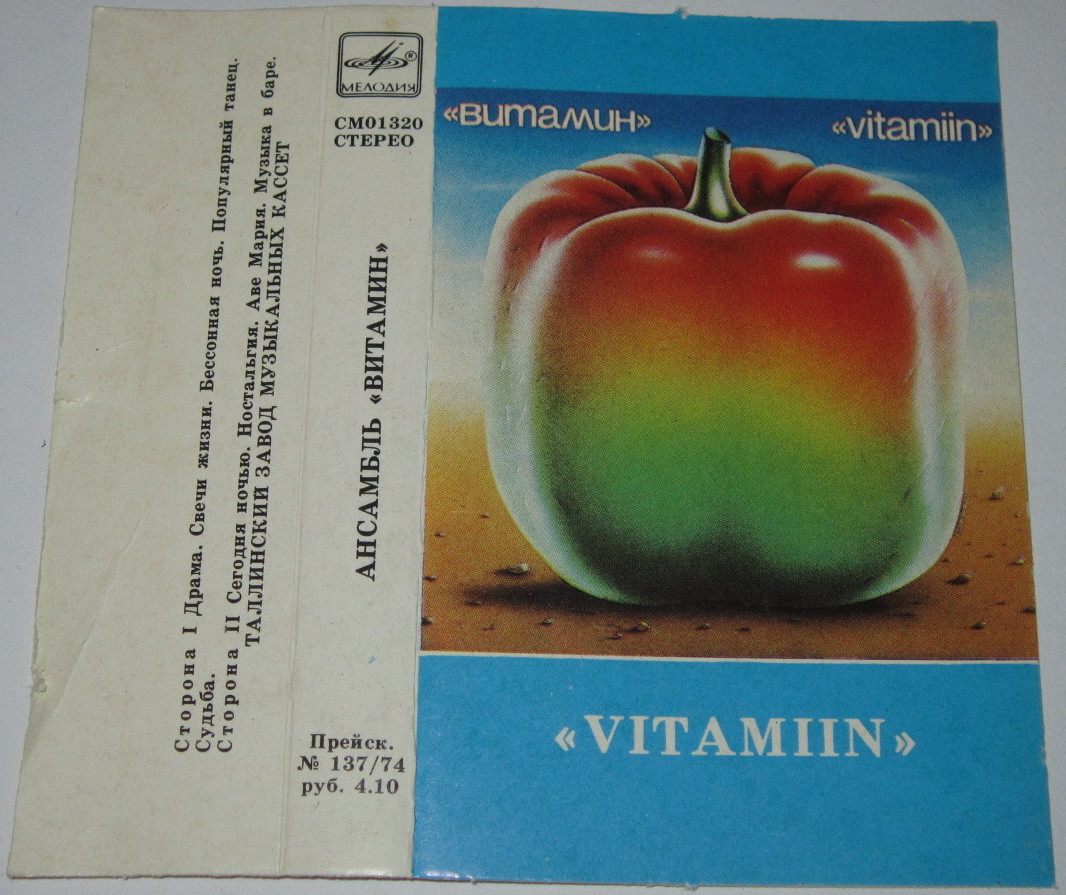 Сторона I Драма. Свечи жизни. Бессонная ночь. Популярный танец.
Судьба.
Сторона II Сегодня ночью. Ностальгия. Аве Мария. Музыка в баре.
ТАЛЛИНСКИЙ ЗАВОД МУЗЫКАЛЬНЫХ КАССЕТ
®
МЕЛОДИЯ
СМ01320
СТЕРЕО
АНСАМБЛЬ «ВИТАМИН»
Прейск.
№ 137/74
руб. 4.10
«витамин»
«vitamiin»
«VITAMIIN»